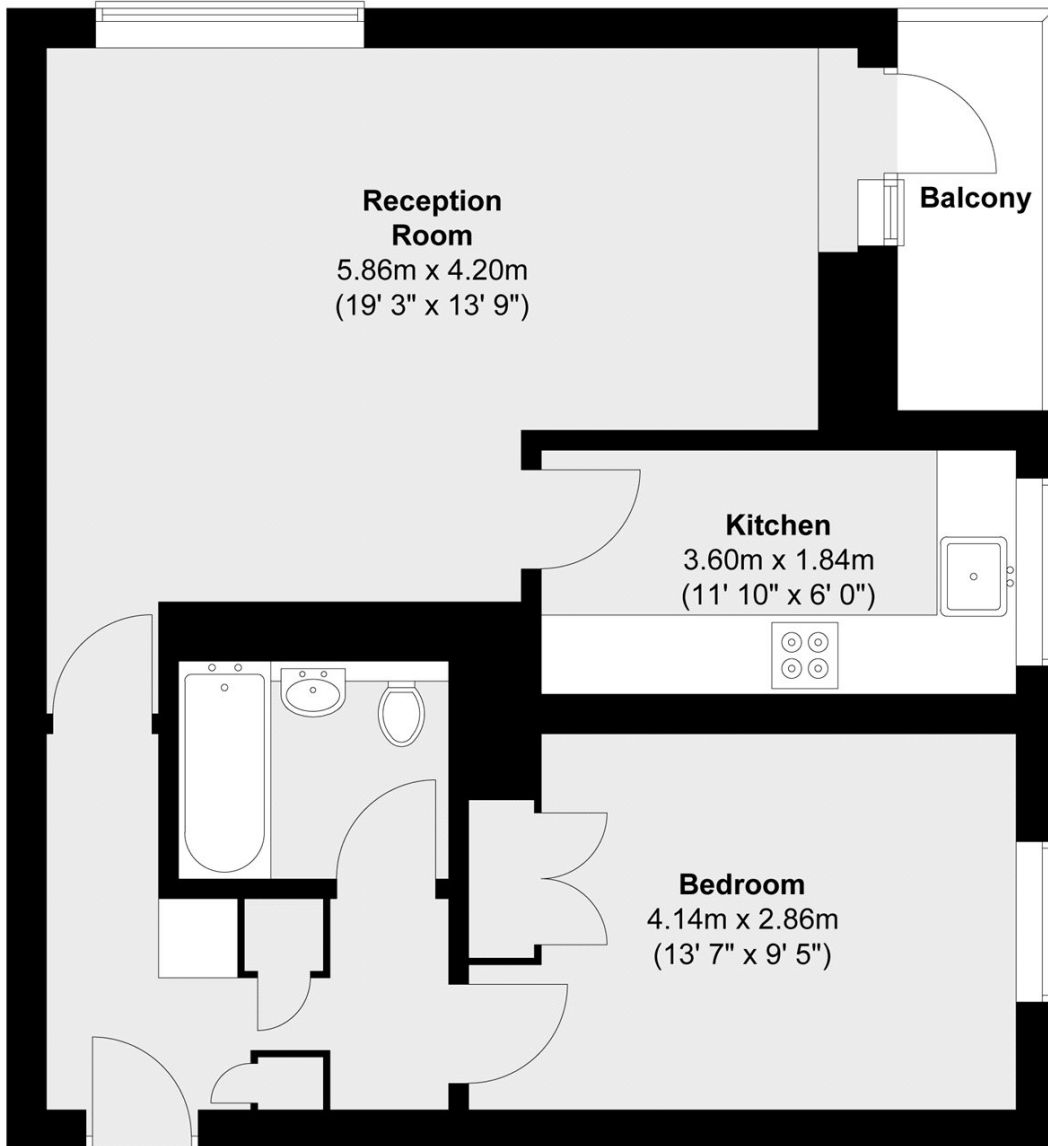 Reception
Room
5.86m x 4.20m
(19' 3" x 13' 9")
Balcony
Kitchen
3.60m x 1.84m
(11' 10" x 6' 0")
Bedroom
4.14m x 2.86m
(13' 7" x 9' 5")